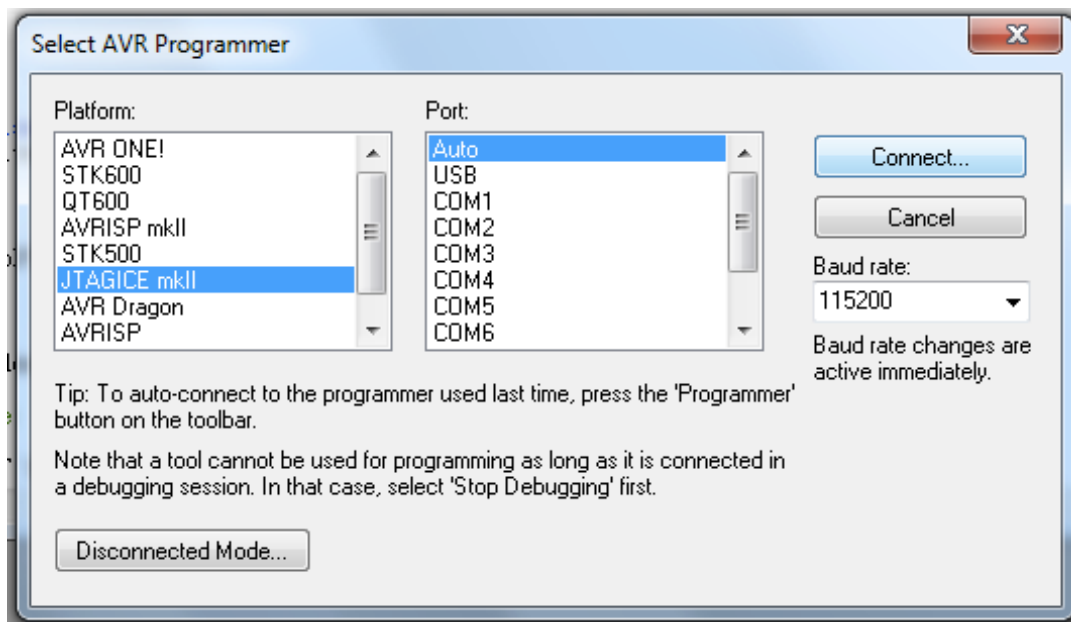 Select AVR Programmer
Platform:
AVR ONE!
STK600
QT600
AVRISP mkII
STK500
JTAGICE mkII
AVR Dragon
AVRISP
Port:
Auto
USB
COM1
COM2
COM3
COM4
COM5
COM6
Connect...
Cancel
Baud rate:
115200
Baud rate changes are
active immediately.
Tip: To auto-connect to the programmer used last time, press the 'Programmer'
button on the toolbar.
Note that a tool cannot be used for programming as long as it is connected in
a debugging session. In that case, select 'Stop Debugging' first.
Disconnected Mode...